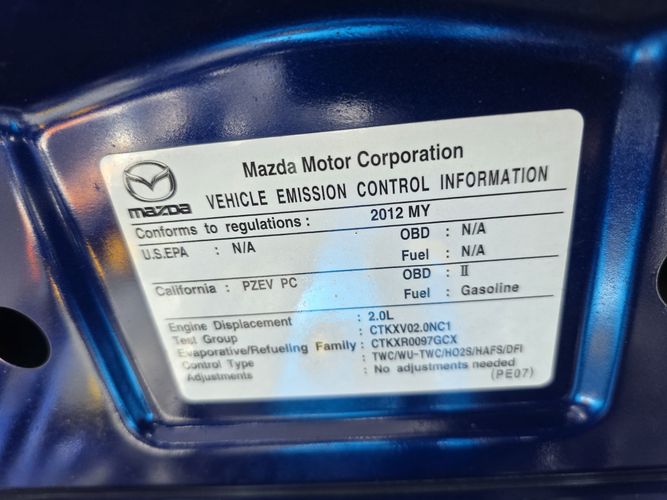 Mazda Motor Corporation
mazda
VEHICLE EMISSION CONTROL INFORMATION
Conforms to regulations : 2012 MY
U.S.EPA : N/A OBD : N/A
Fuel : N/A
California : PZEV PC OBD : II
Fuel : Gasoline
Engine Displacement : 2.0L
Test Group : CTKXV02.0NC1
Evaporative/Refueling Family : CTKXR0097GCX
Control Type : TWC/WU-TWC/HO2S/HAFS/DFI
Adjustments : No adjustments needed
(PE07)